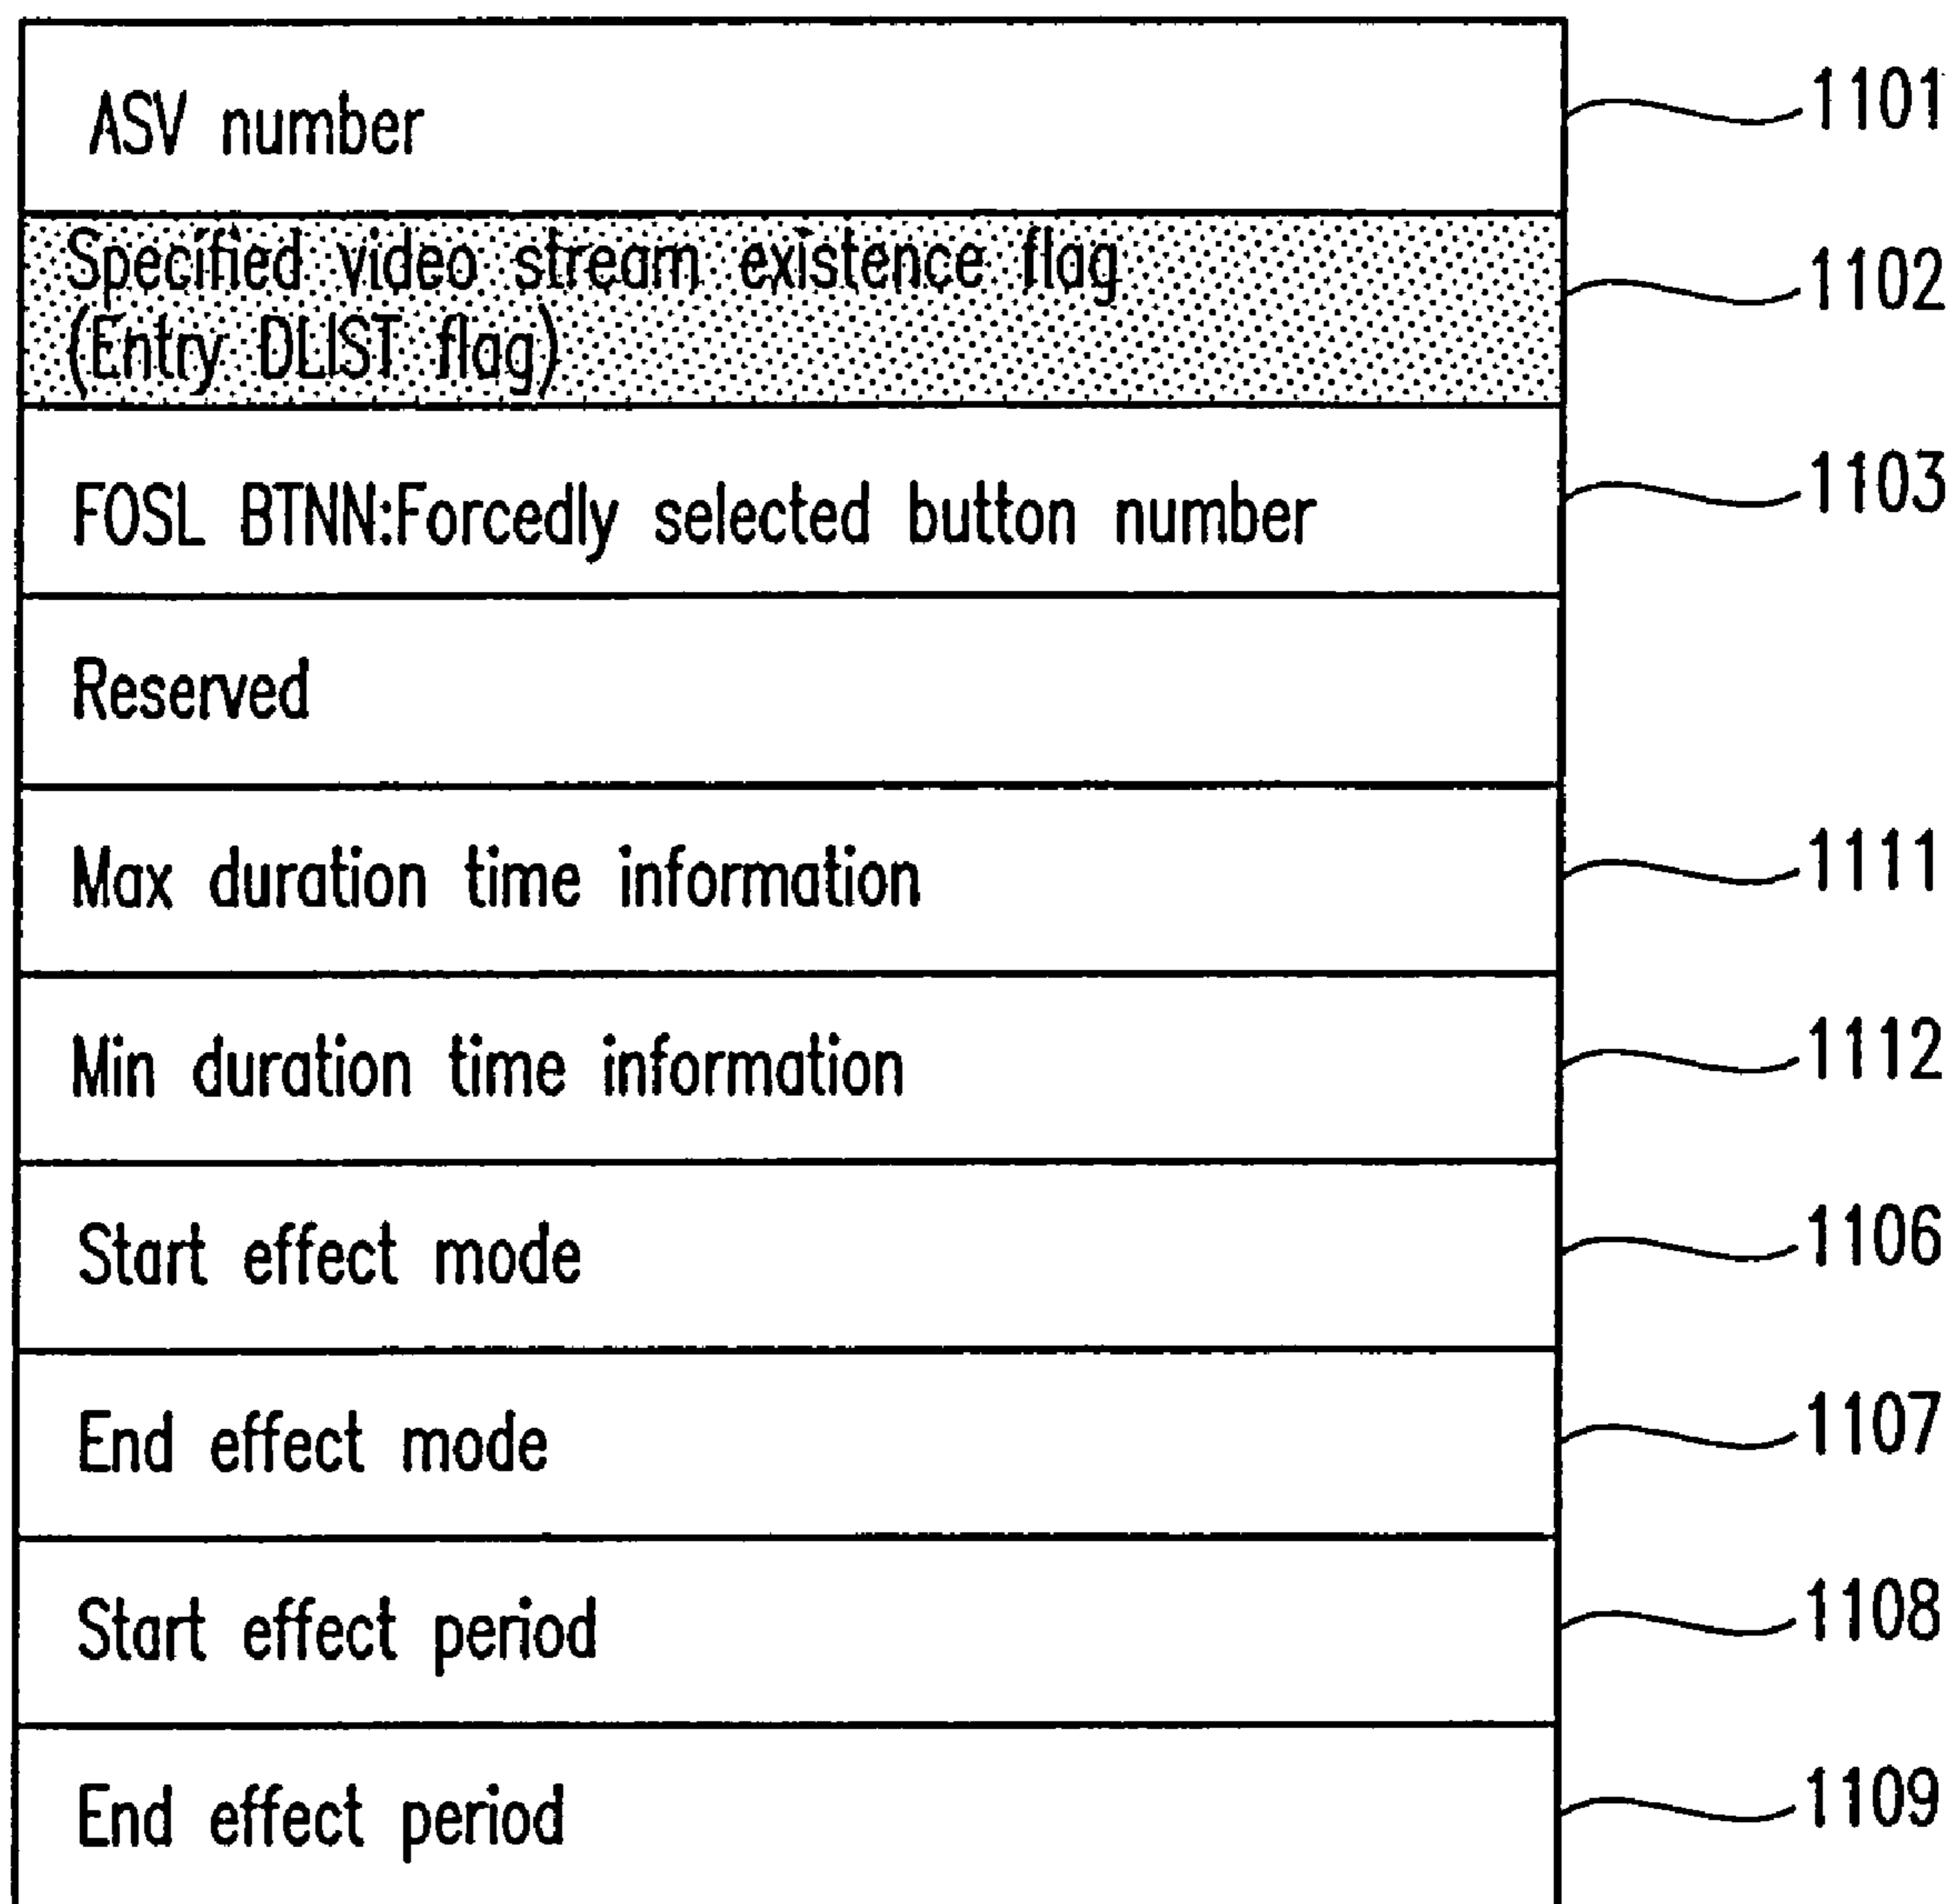 ASV number 1101
Specified video stream existence flag 1102
(Entry DLIST flag)
FOSL BTNN:Forcedly selected button number 1103
Reserved
Max duration time information 1111
Min duration time information 1112
Start effect mode 1106
End effect mode 1107
Start effect period 1108
End effect period 1109